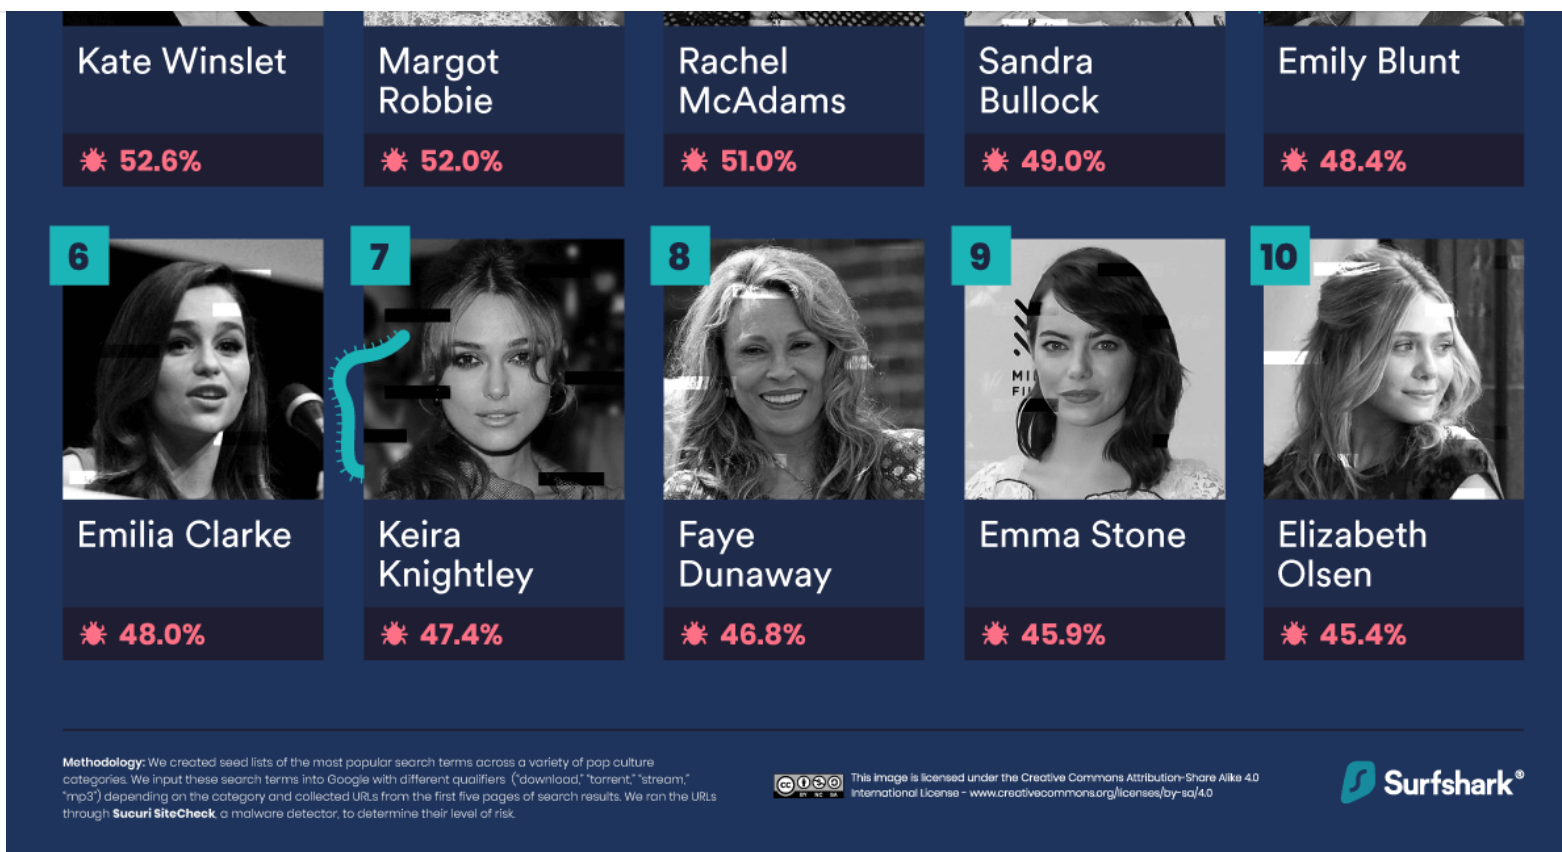 Kate Winslet
Margot
Robbie
Rachel
McAdams
Sandra
Bullock
Emily Blunt
52.6%
52.0%
51.0%
49.0%
48.4%
6
7
8
9
10
MI
FI
Emilia Clarke
Keira
Knightley
Faye
Dunaway
Emma Stone
Elizabeth
Olsen
48.0%
47.4%
46.8%
45.9%
45.4%
Methodology: We created seed lists of the most popular search terms across a variety of pop culture
categories. We input these search terms into Google with different qualifiers ("download," "torrent," "stream,"
"mp3") depending on the category and collected URLs from the first five pages of search results. We ran the URLs
through Sucuri SiteCheck, a malware detector, to determine their level of risk.
cc
BY NC SA
This image is licensed under the Creative Commons Attribution-Share Alike 4.0
International License - www.creativecommons.org/licenses/by-sa/4.0
Surfshark®